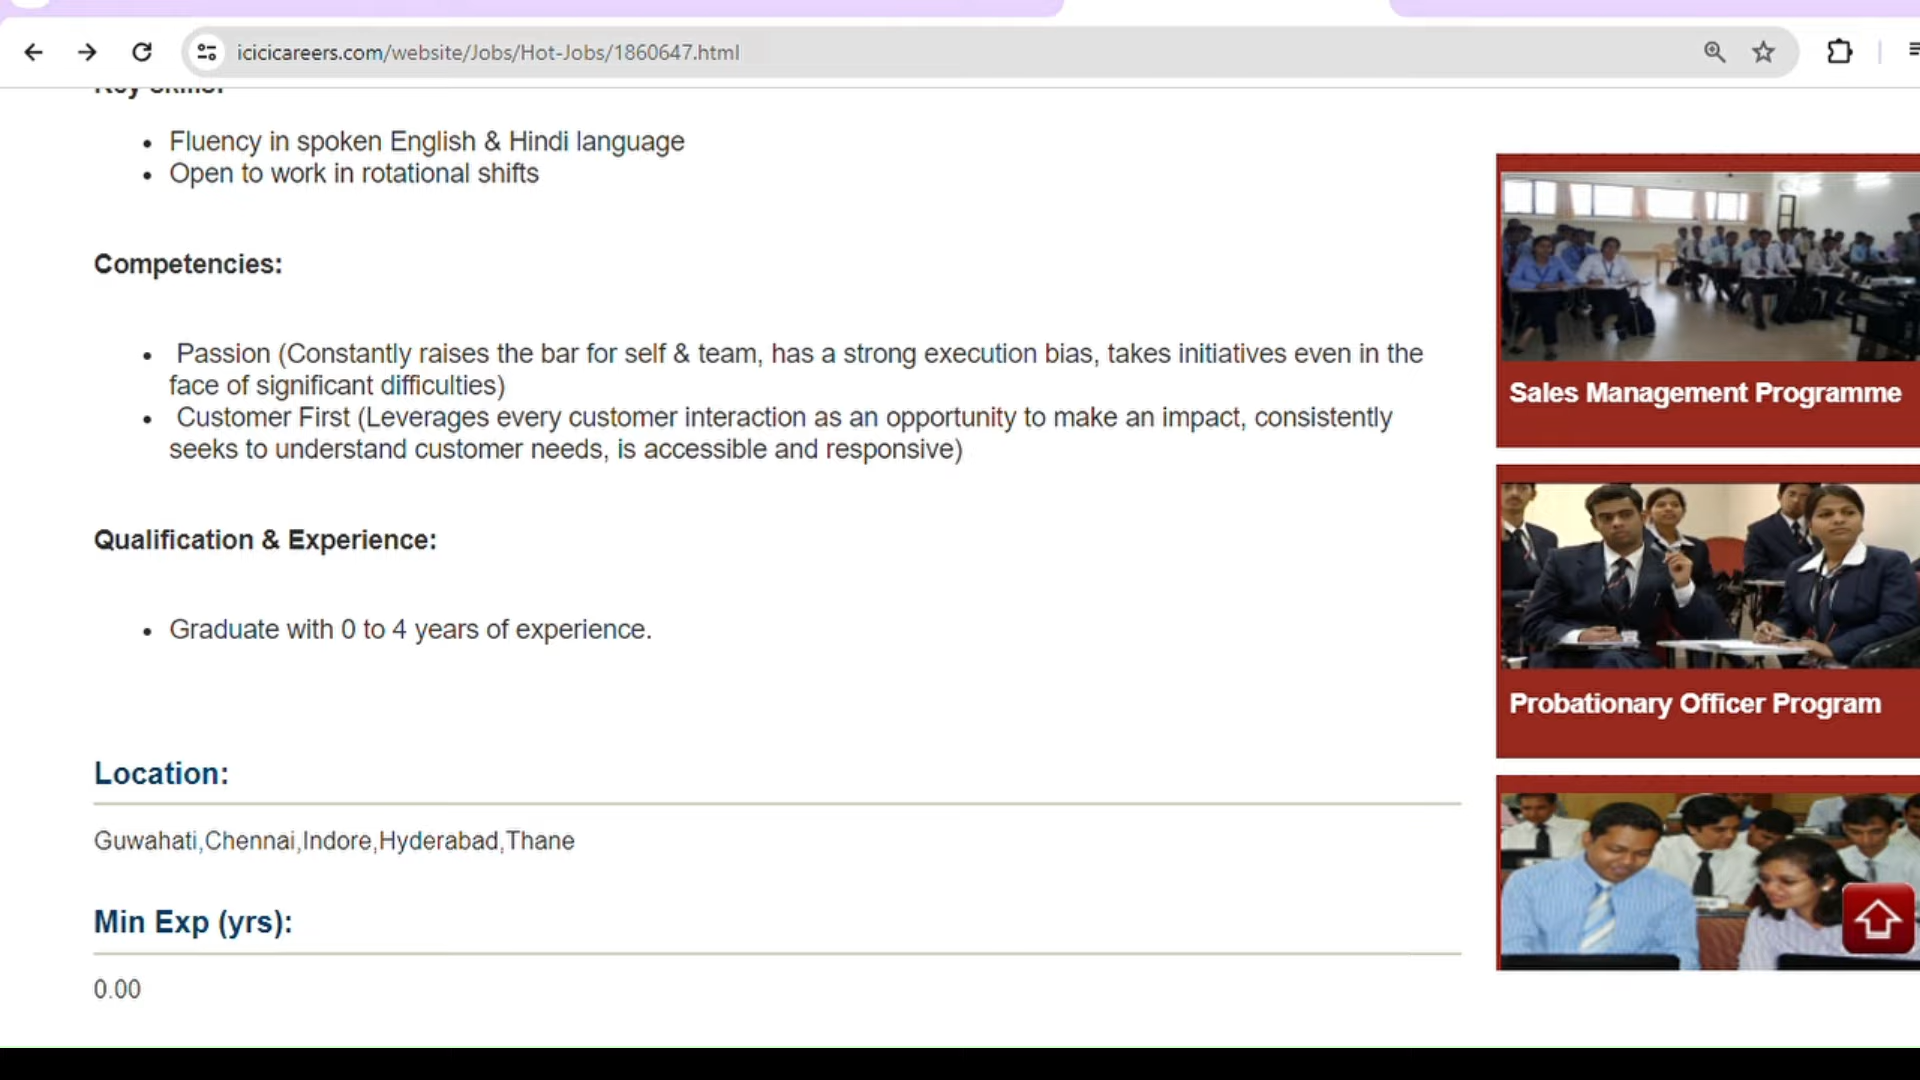 icicicareers.com/website/Jobs/Hot-Jobs/1860647.html
Key Skills:
• Fluency in spoken English & Hindi language
• Open to work in rotational shifts
Competencies:
• Passion (Constantly raises the bar for self & team, has a strong execution bias, takes initiatives even in the
face of significant difficulties)
• Customer First (Leverages every customer interaction as an opportunity to make an impact, consistently
seeks to understand customer needs, is accessible and responsive)
Qualification & Experience:
• Graduate with 0 to 4 years of experience.
Location:
Guwahati,Chennai,Indore,Hyderabad,Thane
Min Exp (yrs):
0.00
Sales Management Programme
Probationary Officer Program